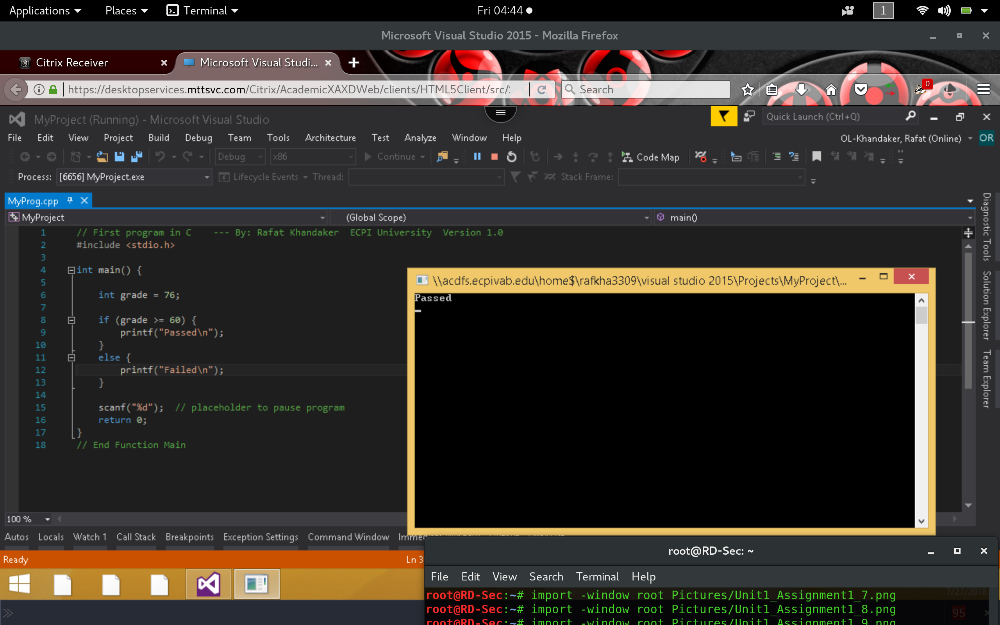 Applications Places Terminal Fri 04:44 1
Microsoft Visual Studio 2015 - Mozilla Firefox
Citrix Receiver Microsoft Visual Studi...
https://desktopservices.mttsvc.com/Citrix/AcademicXAXDWeb/clients/HTML5Client/src/ Search 0
MyProject (Running) - Microsoft Visual Studio Quick Launch (Ctrl+Q)
File Edit View Project Build Debug Team Tools Architecture Test Analyze Window Help OL-Khandaker, Rafat (Online) OR
Debug x86 Continue Code Map
Process: [6656] MyProject.exe Lifecycle Events Thread: Stack Frame:
MyProg.cpp
MyProject (Global Scope) main()
1 // First program in C --- By: Rafat Khandaker ECPI University Version 1.0
2 #include <stdio.h>
3
4 int main() {
5
6 int grade = 76;
7
8 if (grade >= 60) {
9 printf("Passed\n");
10 }
11 else {
12 printf("Failed\n");
13 }
14
15 scanf("%d"); // placeholder to pause program
16 return 0;
17 }
18 // End Function Main
\\acdfs.ecpivab.edu\home$\rafkha3309\visual studio 2015\Projects\MyProject\...
Passed
Diagnostic Tools
Solution Explorer
Team Explorer
100 %
Autos Locals Watch 1 Call Stack Breakpoints Exception Settings Command Window
Ready Ln 3
root@RD-Sec: ~
File Edit View Search Terminal Help
7/27/2018
root@RD-Sec:~# import -window root Pictures/Unit1_Assignment1_7.png
root@RD-Sec:~# import -window root Pictures/Unit1_Assignment1_8.png
95
root@RD-Sec:~# import -window root Pictures/Unit1_Assignment1_9.png